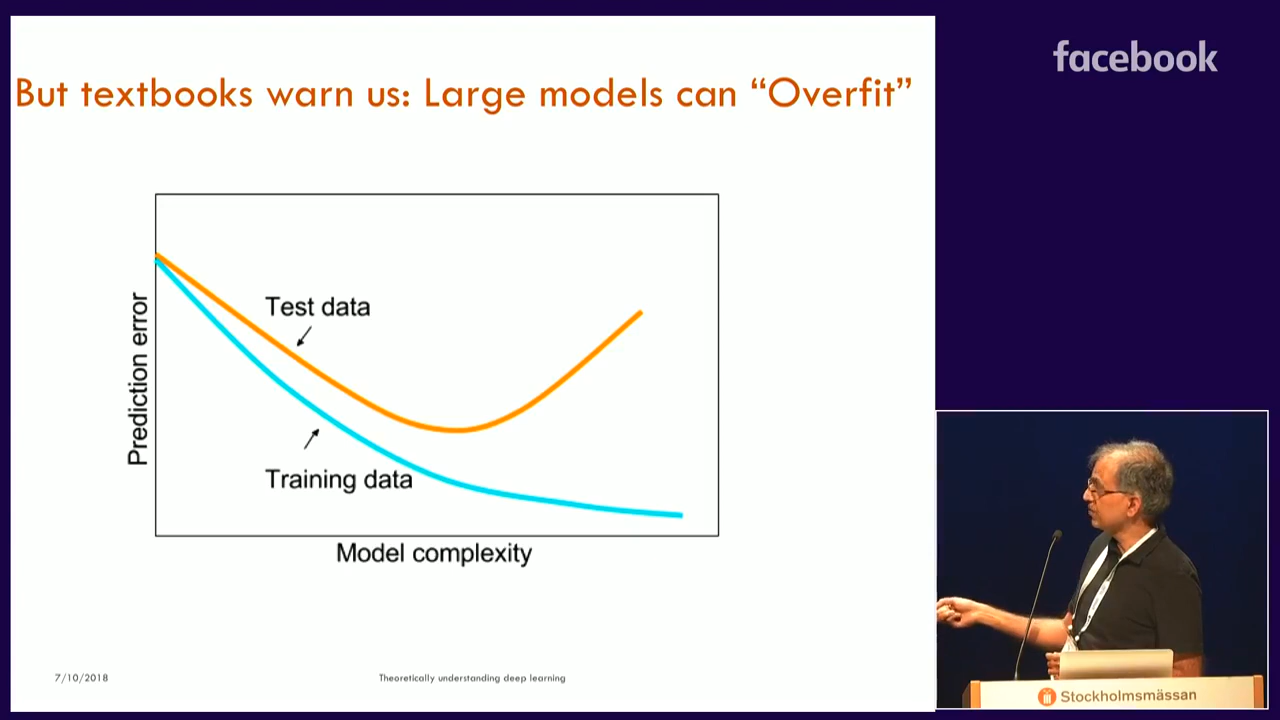 facebook
But textbooks warn us: Large models can “Overfit”
Test data
Prediction error
Training data
Model complexity
7/10/2018
Theoretically understanding deep learning
Stockholmsmässan